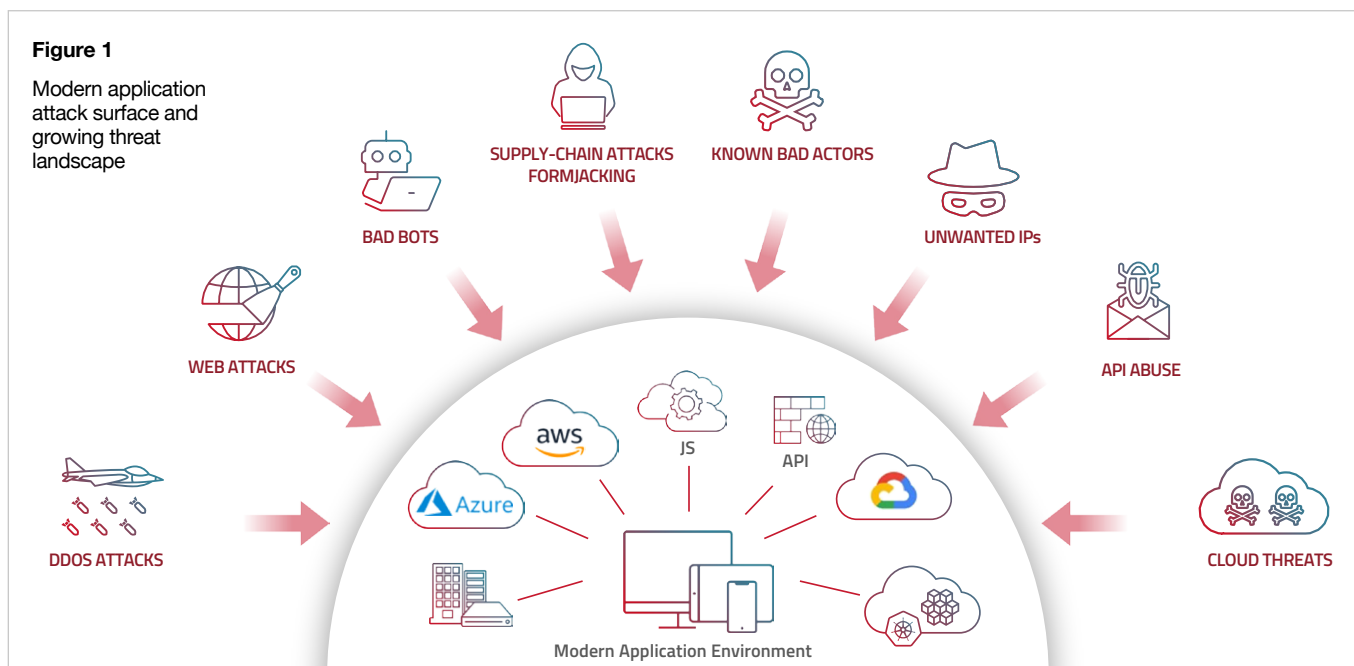 Figure 1
Modern application
attack surface and
growing threat
landscape
SUPPLY-CHAIN ATTACKS
FORMJACKING
KNOWN BAD ACTORS
BAD BOTS
UNWANTED IPs
WEB ATTACKS
API ABUSE
DDOS ATTACKS
CLOUD THREATS
aws
JS
API
Azure
Modern Application Environment